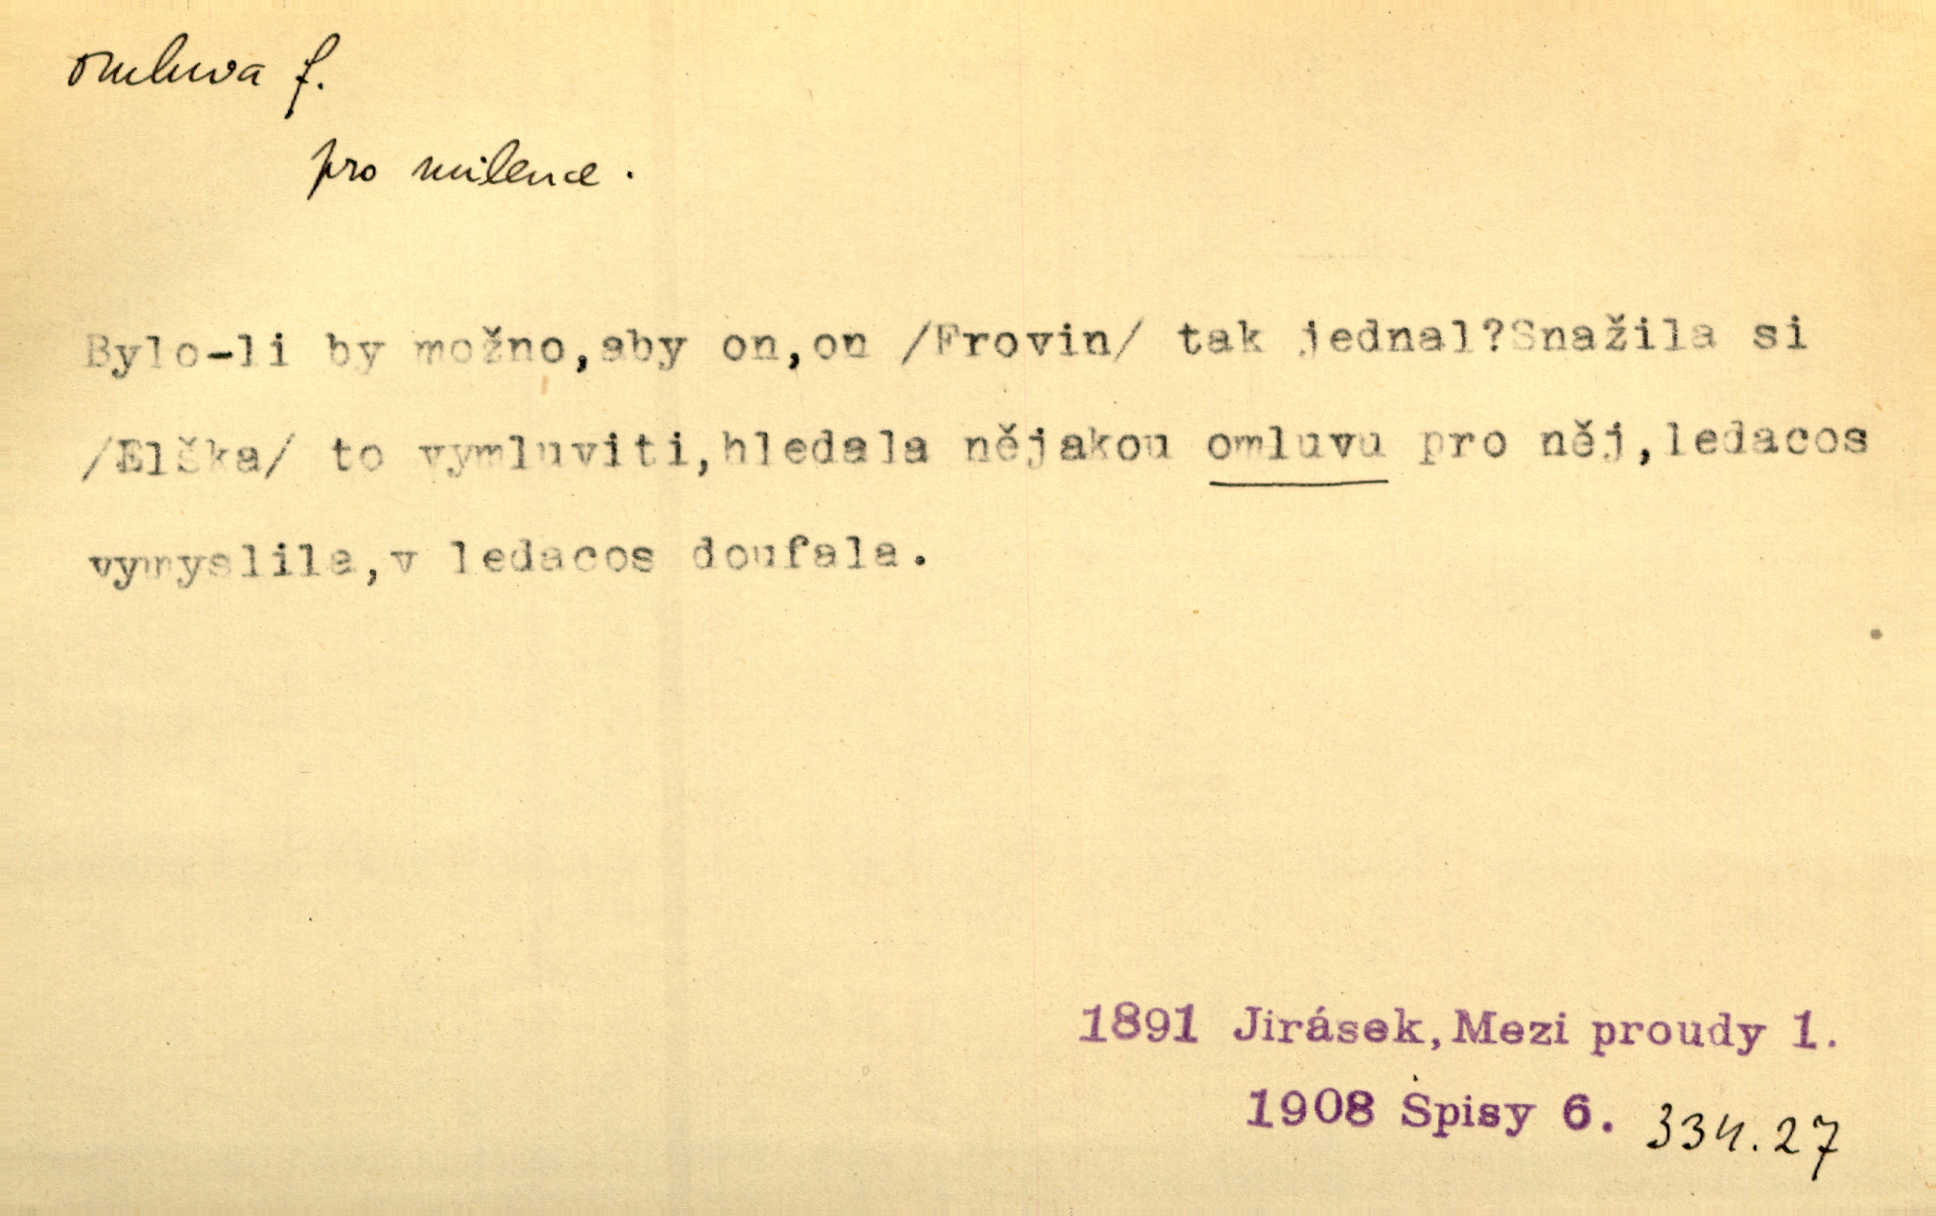 omluva f.
pro milence.
Bylo-li by možno,aby on,on /Frovin/ tak jednal?Snažila si
/Elška/ to vymluviti,hledala nějakou omluvu pro něj,ledacos
vymyslila,v ledacos doufala.
1891 Jirásek,Mezi proudy 1.
1908 Spisy 6. 334.27